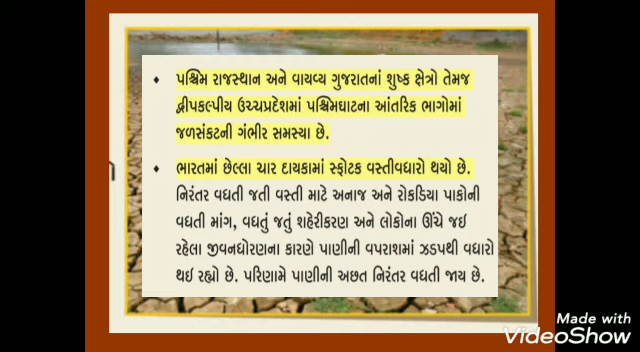 ♦ પશ્ચિમ રાજસ્થાન અને વાયવ્ય ગુજરાતનાં શુષ્ક ક્ષેત્રો તેમજ
દ્વીપકલ્પીય ઉચ્ચપ્રદેશમાં પશ્ચિમઘાટના આંતરિક ભાગોમાં
જળસંકટની ગંભીર સમસ્યા છે.
♦ ભારતમાં છેલ્લા ચાર દાયકામાં સ્ફોટક વસ્તીવધારો થયો છે.
નિરંતર વધતી જતી વસ્તી માટે અનાજ અને રોકડિયા પાકોની
વધતી માંગ, વધતું જતું શહેરીકરણ અને લોકોના ઊંચે જઇ
રહેલા જીવનધોરણના કારણે પાણીની વપરાશમાં ઝડપથી વધારો
થઇ રહ્યો છે. પરિણામે પાણીની અછત નિરંતર વધતી જાય છે.
Made with
VideoShow